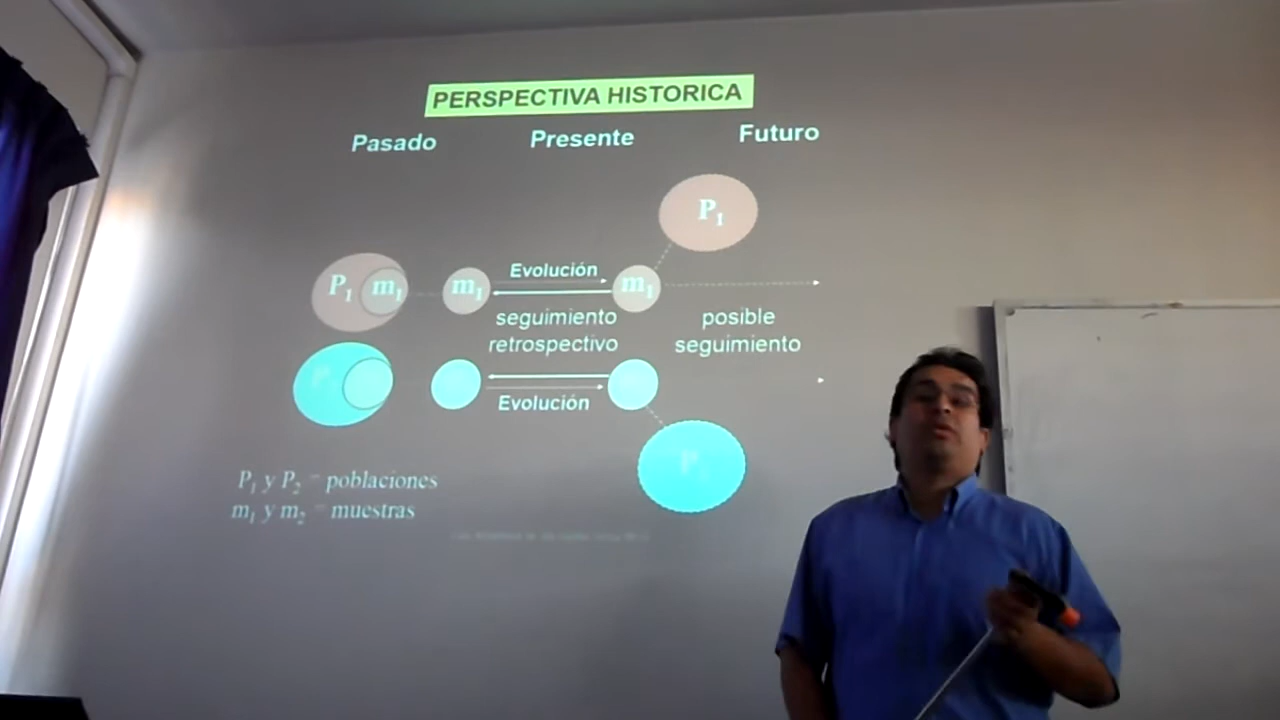 PERSPECTIVA HISTORICA
Pasado Presente Futuro
P1
Evolución
P1 m1 m1 m1
seguimiento posible
retrospectivo seguimiento
Evolución
P1 y P2 = poblaciones
m1 y m2 = muestras